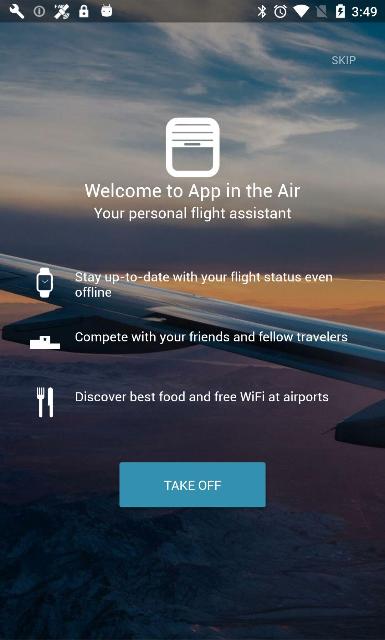 3:49
SKIP
Welcome to App in the Air
Your personal flight assistant
Stay up-to-date with your flight status even
offline
Compete with your friends and fellow travelers
Discover best food and free WiFi at airports
TAKE OFF